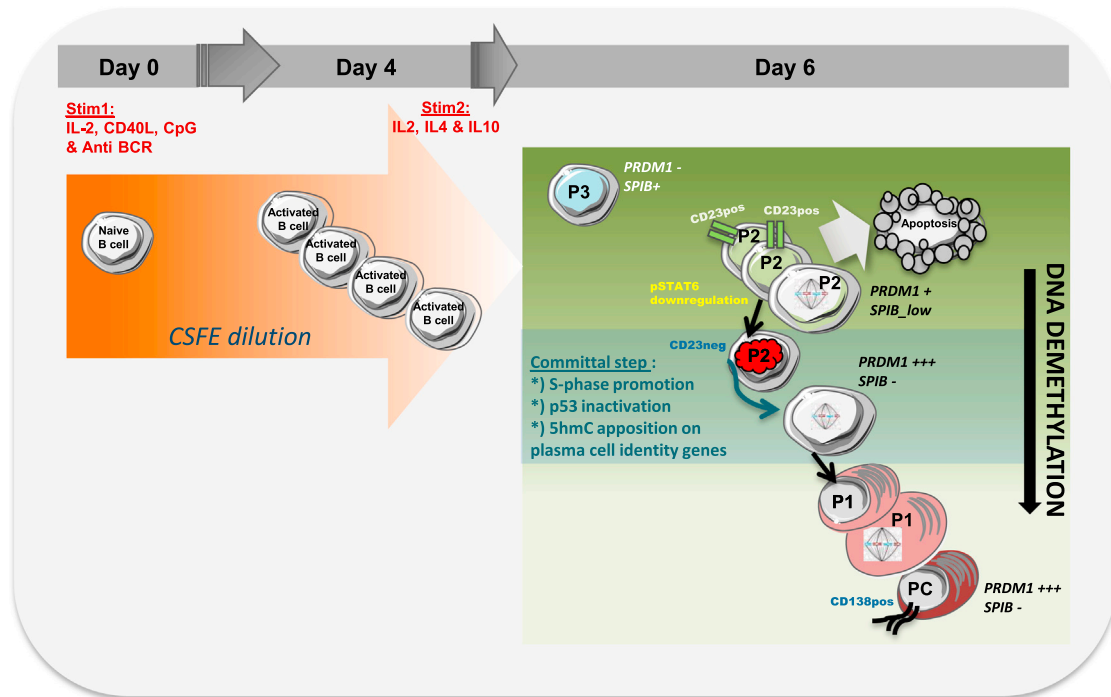 Day 0
Day 4
Day 6
Stim1:
IL-2, CD40L, CpG
& Anti BCR
Stim2:
IL2, IL4 & IL10
Naive
B cell
Activated
B cell
Activated
B cell
Activated
B cell
Activated
B cell
CSFE dilution
P3
PRDM1 -
SPIB+
CD23pos
CD23pos
P2
P2
P2
Apoptosis
pSTAT6
downregulation
PRDM1 +
SPIB_low
CD23neg
P2
PRDM1 +++
SPIB -
Committal step :
*) S-phase promotion
*) p53 inactivation
*) 5hmC apposition on
plasma cell identity genes
P1
P1
PC
CD138pos
PRDM1 +++
SPIB -
DNA DEMETHYLATION